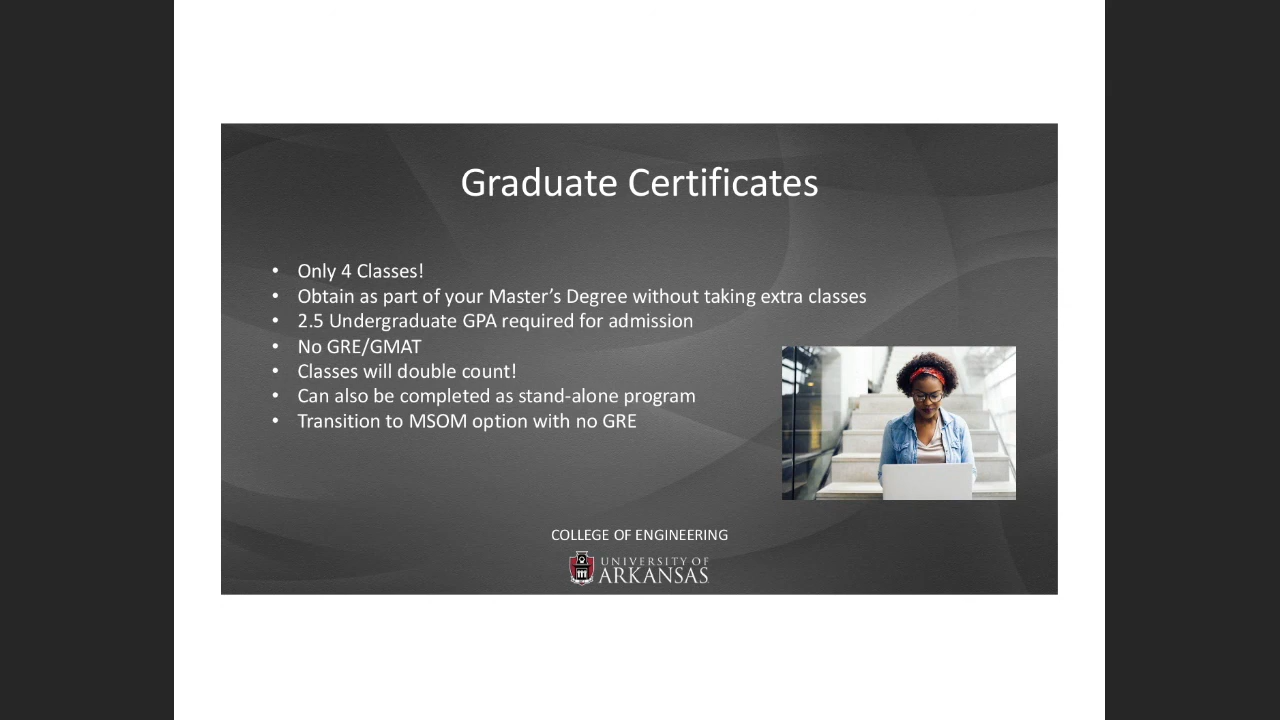 Graduate Certificates
• Only 4 Classes!
• Obtain as part of your Master’s Degree without taking extra classes
• 2.5 Undergraduate GPA required for admission
• No GRE/GMAT
• Classes will double count!
• Can also be completed as stand-alone program
• Transition to MSOM option with no GRE
COLLEGE OF ENGINEERING
UNIVERSITY OF
ARKANSAS